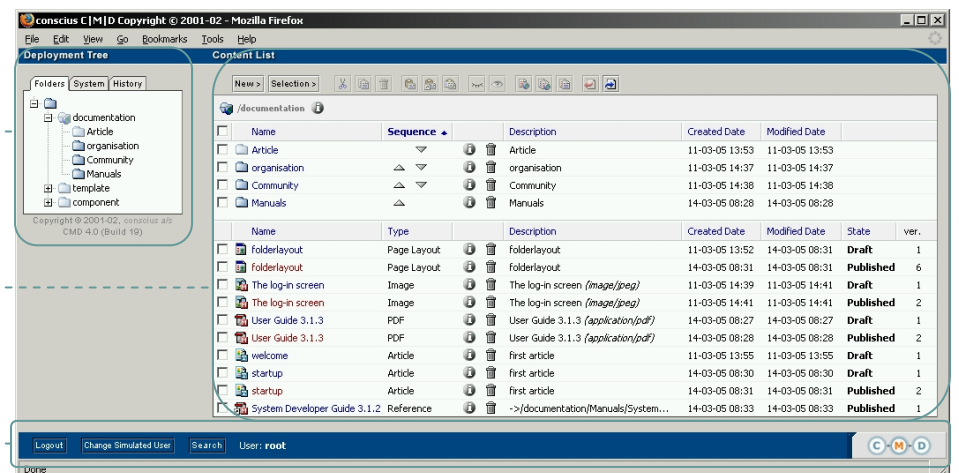 conscius C|M|D Copyright © 2001-02 - Mozilla Firefox
File Edit View Go Bookmarks Tools Help
Deployment Tree
Folders System History
documentation
Article
organisation
Community
Manuals
template
component
Copyright © 2001-02, conscius a/s
CMD 4.0 (Build 19)
Content List
New > Selection >
/documentation
Name Sequence Description Created Date Modified Date
Article Article 11-03-05 13:53 11-03-05 13:53
organisation organisation 11-03-05 14:37 11-03-05 14:37
Community Community 11-03-05 14:38 11-03-05 14:38
Manuals Manuals 14-03-05 08:28 14-03-05 08:28
Name Type Description Created Date Modified Date State ver.
folderlayout Page Layout folderlayout 11-03-05 13:52 14-03-05 08:31 Draft 1
folderlayout Page Layout folderlayout 14-03-05 08:31 14-03-05 08:31 Published 6
The log-in screen Image The log-in screen (image/jpeg) 11-03-05 14:39 11-03-05 14:41 Draft 1
The log-in screen Image The log-in screen (image/jpeg) 11-03-05 14:41 11-03-05 14:41 Published 2
User Guide 3.1.3 PDF User Guide 3.1.3 (application/pdf) 14-03-05 08:27 14-03-05 08:27 Draft 1
User Guide 3.1.3 PDF User Guide 3.1.3 (application/pdf) 14-03-05 08:28 14-03-05 08:28 Published 2
welcome Article first article 11-03-05 13:55 11-03-05 13:55 Draft 1
startup Article first article 14-03-05 08:30 14-03-05 08:30 Draft 1
startup Article first article 14-03-05 08:31 14-03-05 08:31 Published 2
System Developer Guide 3.1.2 Reference ->/documentation/Manuals/System... 14-03-05 08:33 14-03-05 08:33 Published 1
Logout Change Simulated User Search User: root
C-M-D
Done